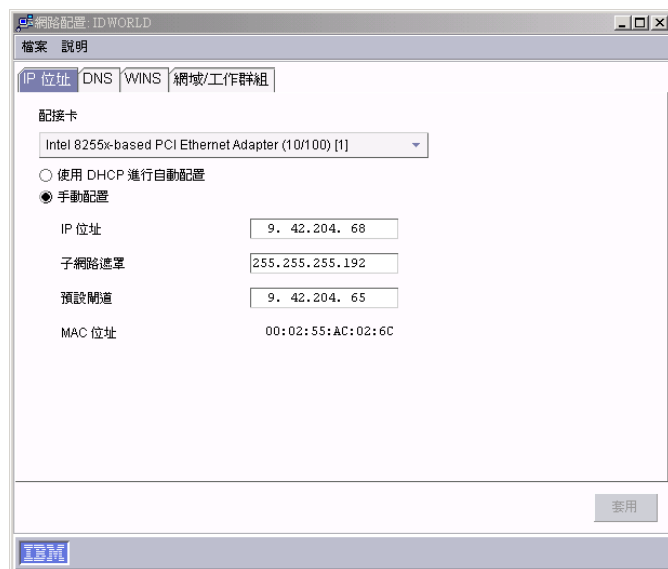 網路配置: IDWORLD
檔案 說明
IP 位址 DNS WINS 網域/工作群組
配接卡
Intel 8255x-based PCI Ethernet Adapter (10/100) [1]
使用 DHCP 進行自動配置
手動配置
IP 位址 9. 42.204. 68
子網路遮罩 255.255.255.192
預設閘道 9. 42.204. 65
MAC 位址 00:02:55:AC:02:6C
套用
IBM